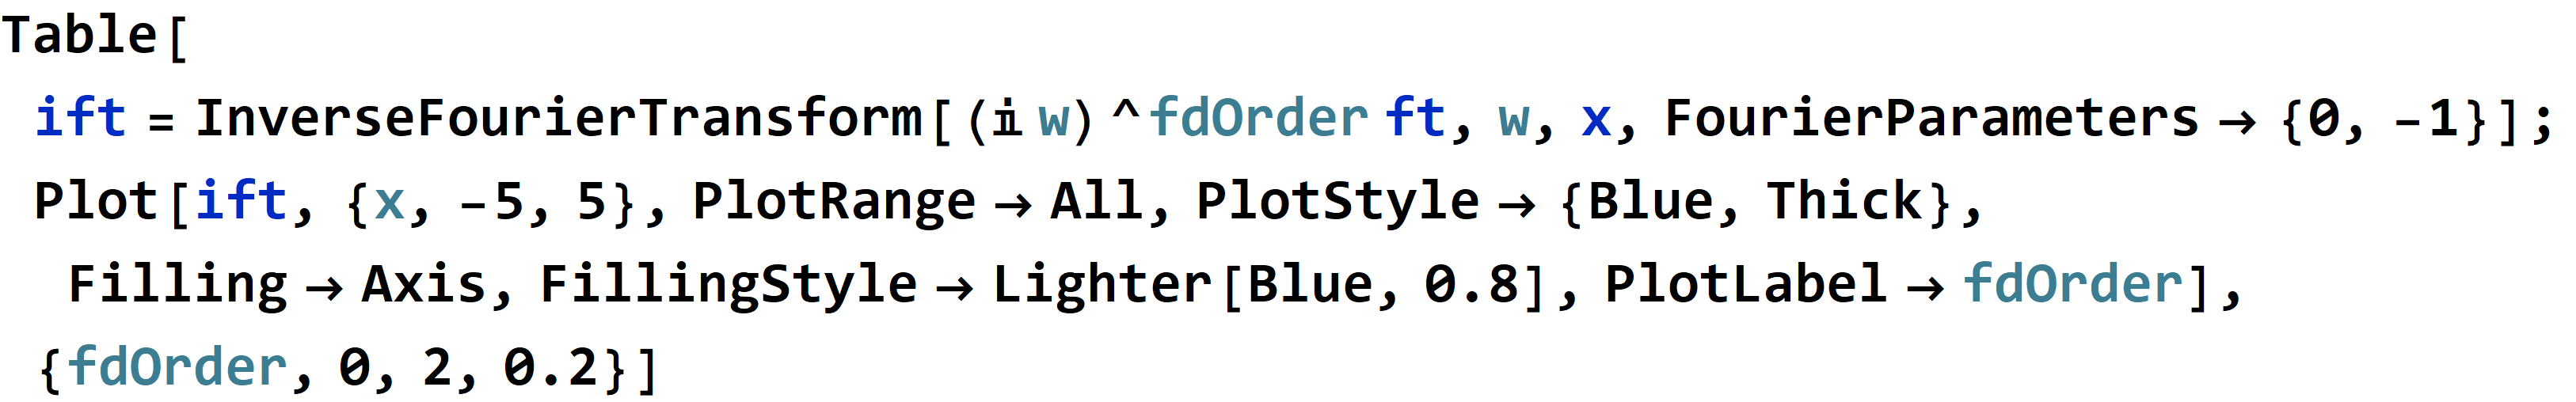 Table[
ift = InverseFourierTransform[(ⅈ w)^fdOrder ft, w, x, FourierParameters → {0, -1}];
Plot[ift, {x, -5, 5}, PlotRange → All, PlotStyle → {Blue, Thick},
Filling → Axis, FillingStyle → Lighter[Blue, 0.8], PlotLabel → fdOrder],
{fdOrder, 0, 2, 0.2}]